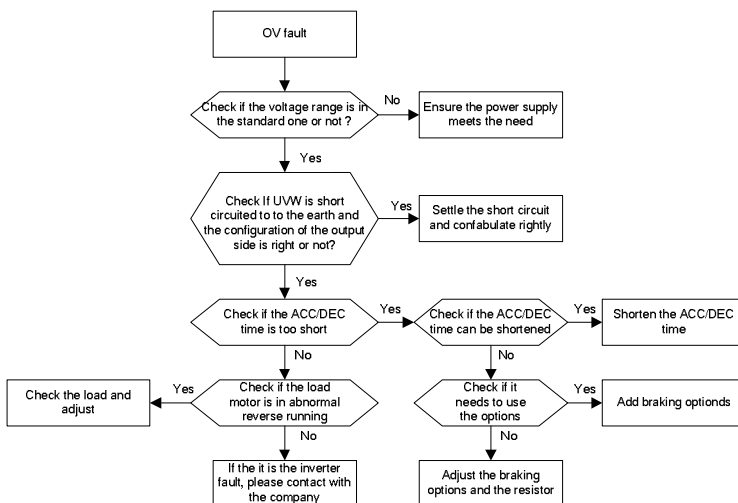 OV fault
Check if the voltage range is in
the standard one or not ?
No
Ensure the power supply
meets the need
Yes
Check If UVW is short
circuited to to the earth and
the configuration of the output
side is right or not?
Yes
Settle the short circuit
and confabulate rightly
Yes
Check if the ACC/DEC
time is too short
Yes
Check if the ACC/DEC
time can be shortened
Yes
Shorten the ACC/DEC
time
No
No
Check the load and
adjust
Yes
Check if the load
motor is in abnormal
reverse running
Check if it
needs to use
the options
Yes
Add braking optionds
No
No
If the it is the inverter
fault, please contact with
the company
Adjust the braking
options and the resistor